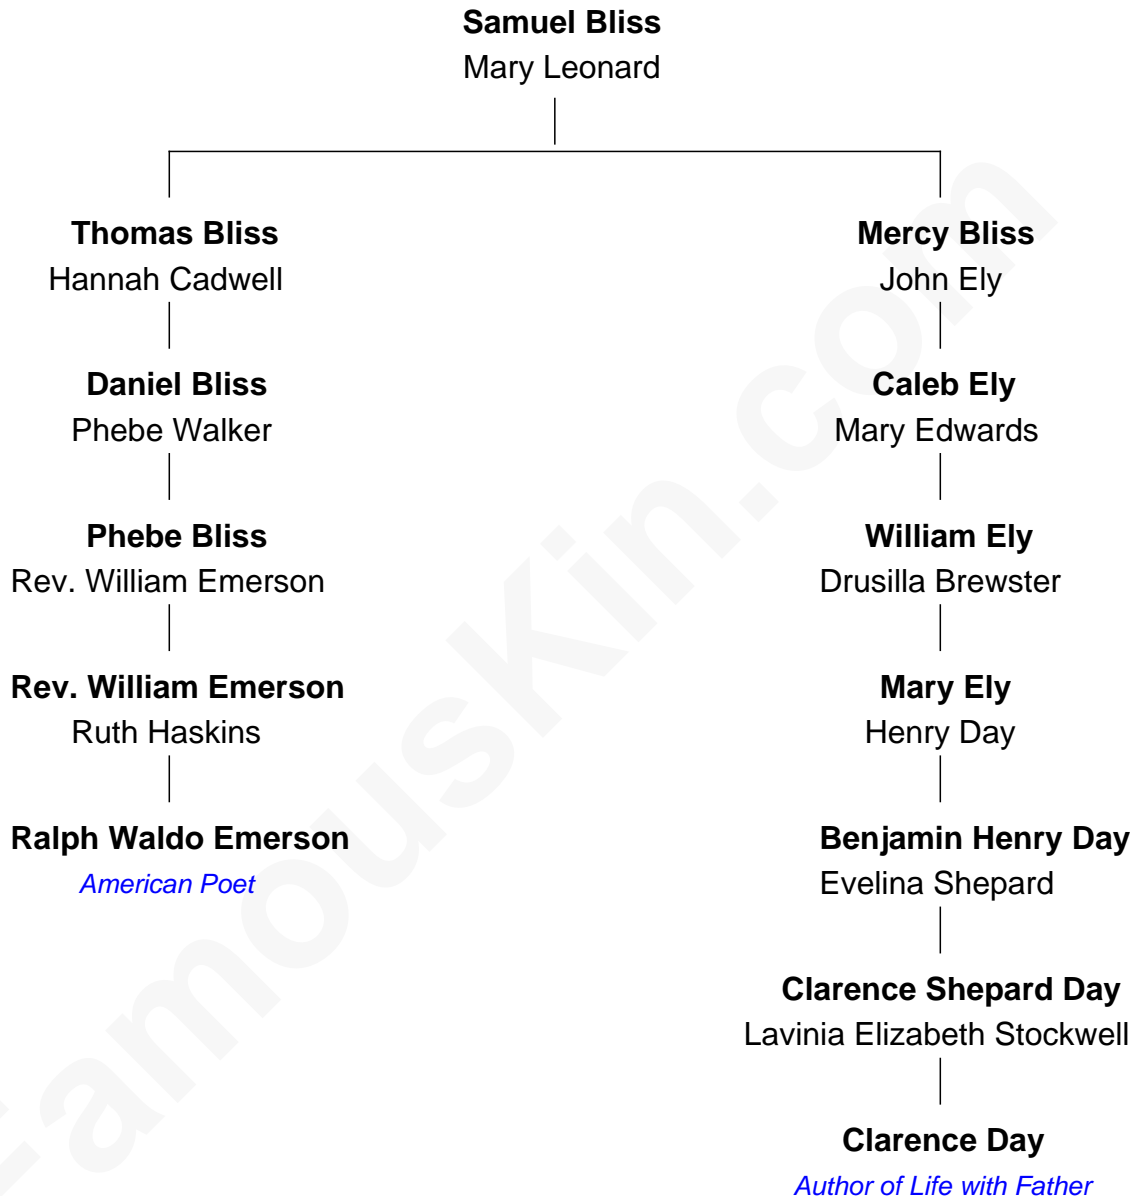 Samuel Bliss
Mary Leonard
Thomas Bliss
Hannah Cadwell
Mercy Bliss
John Ely
Daniel Bliss
Phebe Walker
Caleb Ely
Mary Edwards
Phebe Bliss
Rev. William Emerson
William Ely
Drusilla Brewster
Rev. William Emerson
Ruth Haskins
Mary Ely
Henry Day
Ralph Waldo Emerson
American Poet
Benjamin Henry Day
Evelina Shepard
Clarence Shepard Day
Lavinia Elizabeth Stockwell
Clarence Day
Author of Life with Father
FamousKin.com